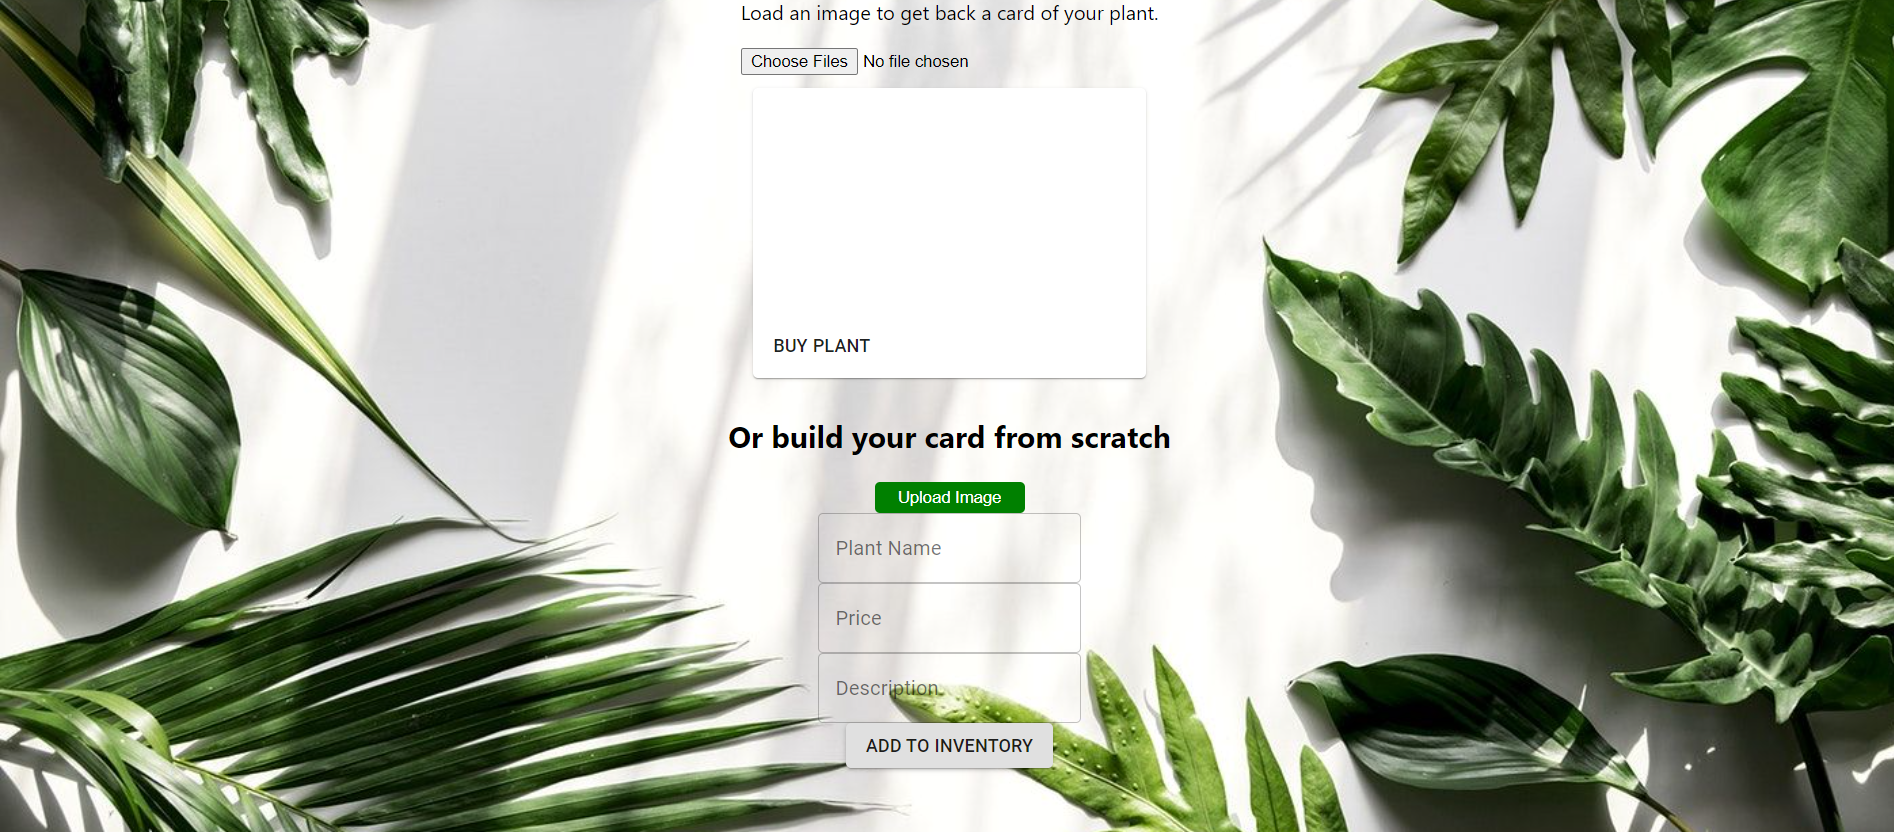 Load an image to get back a card of your plant.
Choose Files No file chosen
BUY PLANT
Or build your card from scratch
Upload Image
Plant Name
Price
Description
ADD TO INVENTORY